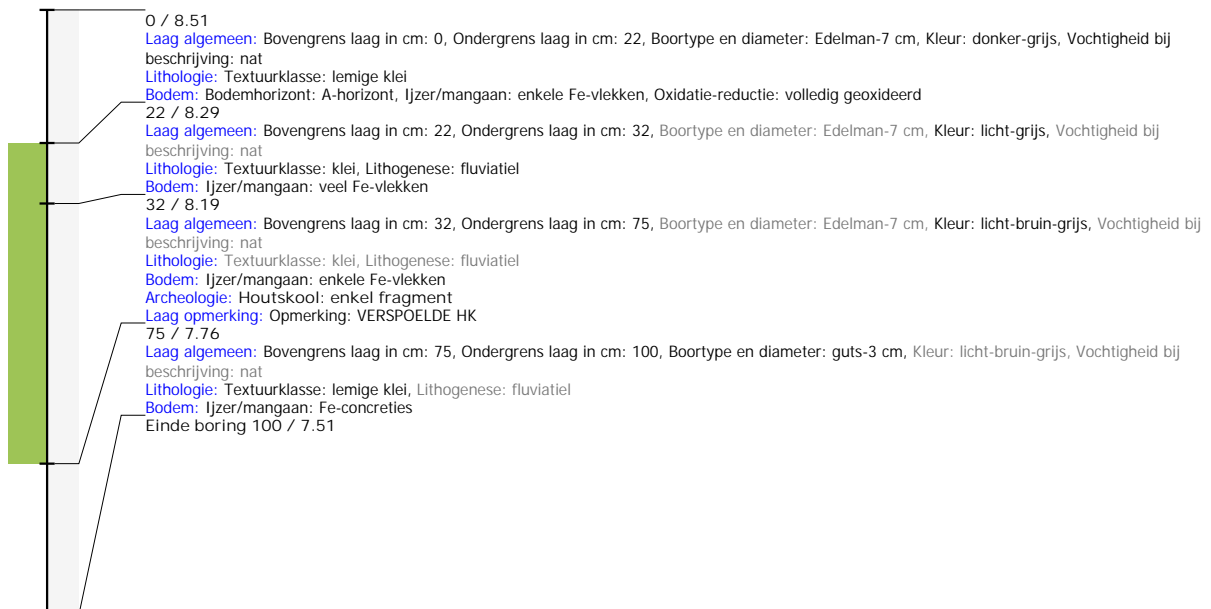 0 / 8.51
Laag algemeen: Bovengrens laag in cm: 0, Ondergrens laag in cm: 22, Boortype en diameter: Edelman-7 cm, Kleur: donker-grijs, Vochtigheid bij
beschrijving: nat
Lithologie: Textuurklasse: lemige klei
Bodem: Bodemhorizont: A-horizont, Ijzer/mangaan: enkele Fe-vlekken, Oxidatie-reductie: volledig geoxideerd
22 / 8.29
Laag algemeen: Bovengrens laag in cm: 22, Ondergrens laag in cm: 32, Boortype en diameter: Edelman-7 cm, Kleur: licht-grijs, Vochtigheid bij
beschrijving: nat
Lithologie: Textuurklasse: klei, Lithogenese: fluviatiel
Bodem: Ijzer/mangaan: veel Fe-vlekken
32 / 8.19
Laag algemeen: Bovengrens laag in cm: 32, Ondergrens laag in cm: 75, Boortype en diameter: Edelman-7 cm, Kleur: licht-bruin-grijs, Vochtigheid bij
beschrijving: nat
Lithologie: Textuurklasse: klei, Lithogenese: fluviatiel
Bodem: Ijzer/mangaan: enkele Fe-vlekken
Archeologie: Houtskool: enkel fragment
Laag opmerking: Opmerking: VERSPOELDE HK
75 / 7.76
Laag algemeen: Bovengrens laag in cm: 75, Ondergrens laag in cm: 100, Boortype en diameter: guts-3 cm, Kleur: licht-bruin-grijs, Vochtigheid bij
beschrijving: nat
Lithologie: Textuurklasse: lemige klei, Lithogenese: fluviatiel
Bodem: Ijzer/mangaan: Fe-concreties
Einde boring 100 / 7.51